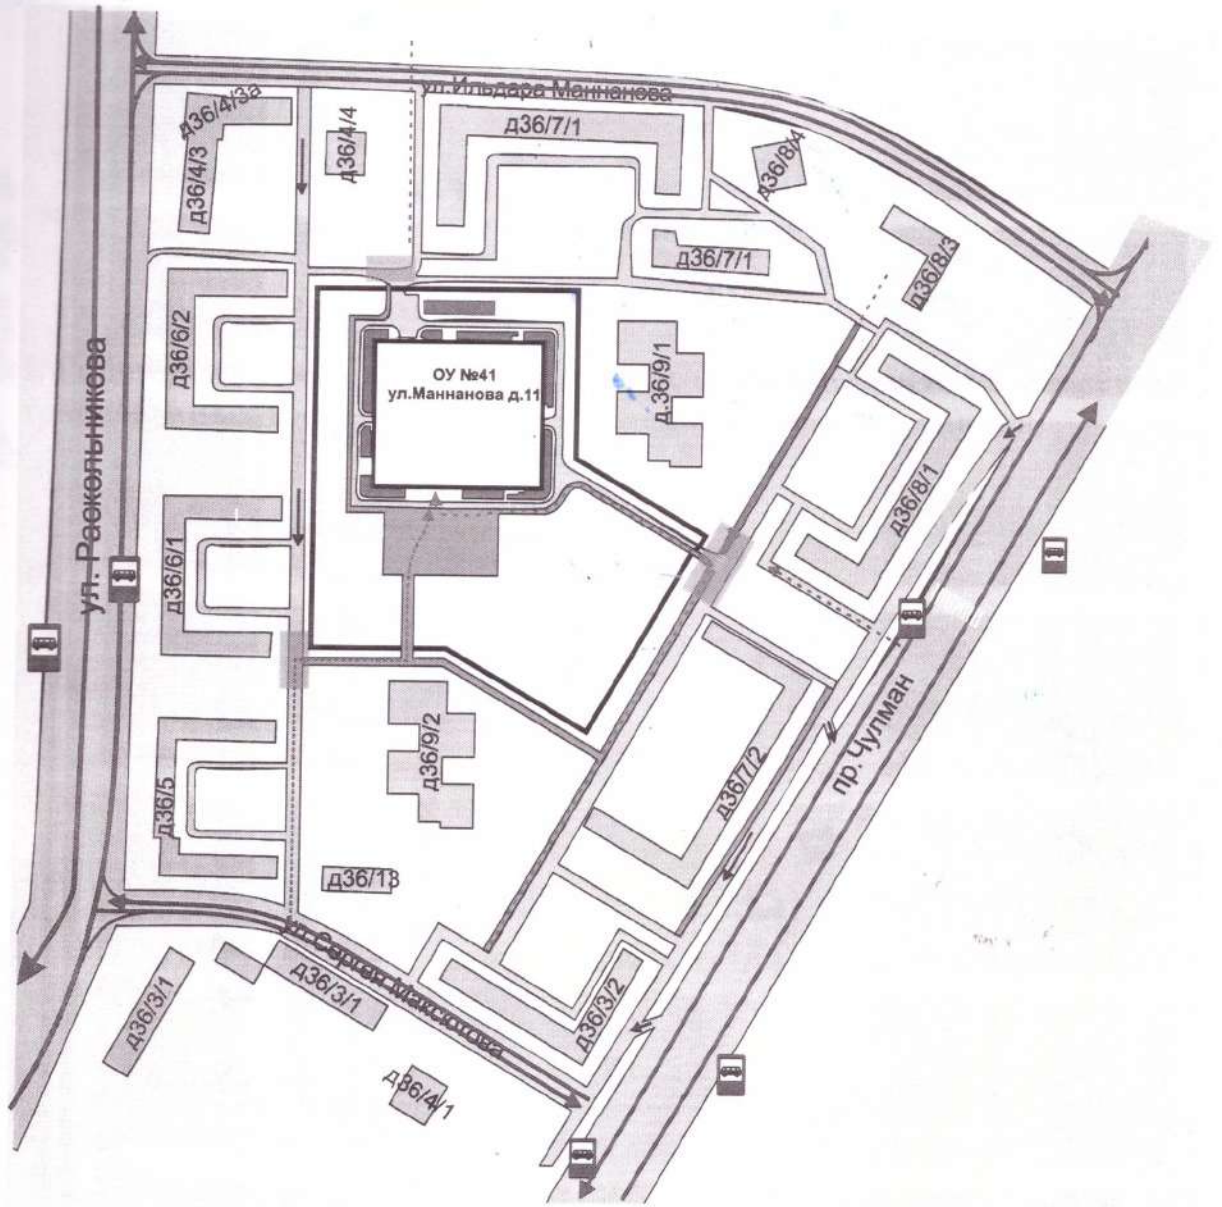 ул.Ильдара Маннанова
д36/4/3а
д36/4/4
д36/7/1
д36/8/4
д36/4/3
д36/7/1
д36/8/3
д36/6/2
ул. Раскольникова
ОУ №41
ул.Маннанова д.11
д.36/9/1
д36/8/1
д36/6/1
пр. Чулман
д36/9/2
д36/7/2
д36/5
д36/13
ул.Сергея Максютова
д36/3/1
д36/3/1
д36/3/2
д36/4/1